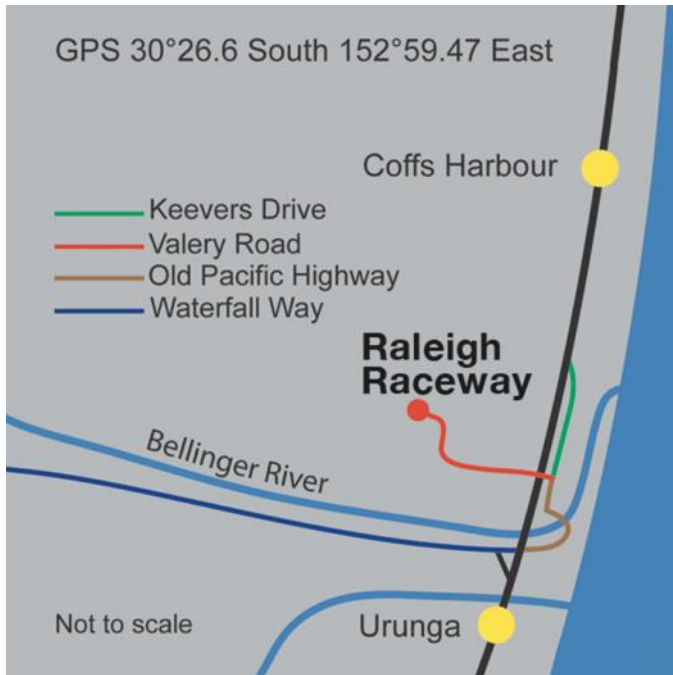 GPS 30°26.6 South 152°59.47 East
Coffs Harbour
Keevers Drive
Valery Road
Old Pacific Highway
Waterfall Way
Raleigh
Raceway
Bellinger River
Not to scale
Urunga